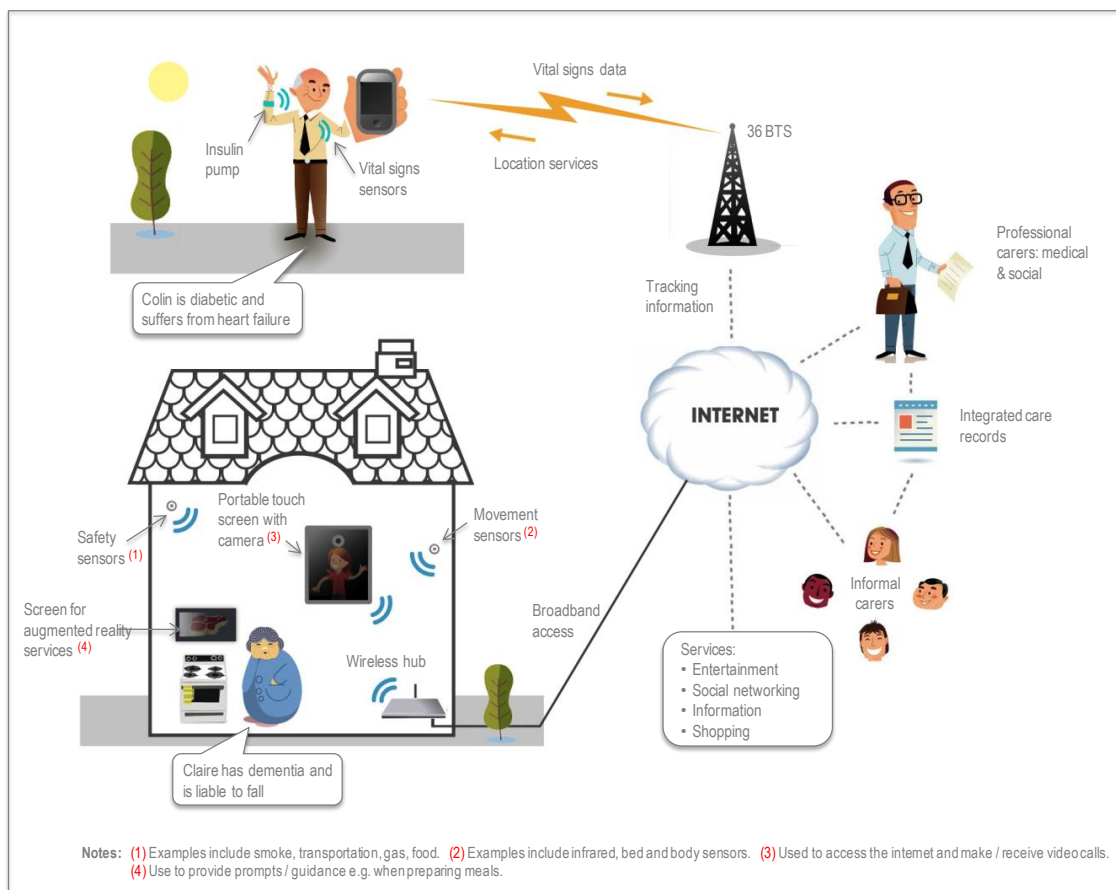 Vital signs data
36 BTS
Insulin
pump
Vital signs
sensors
Location services
Professional
carers: medical
& social
Colin is diabetic and
suffers from heart failure
Tracking
information
INTERNET
Integrated care
records
Safety
sensors (1)
Portable touch
screen with
camera (3)
Movement
sensors (2)
Informal
carers
Screen for
augmented reality
services (4)
Broadband
access
Wireless hub
Services:
• Entertainment
• Social networking
• Information
• Shopping
Claire has dementia and
is liable to fall
Notes: (1) Examples include smoke, transportation, gas, food. (2) Examples include infrared, bed and body sensors. (3) Used to access the internet and make / receive video calls.
(4) Use to provide prompts / guidance e.g. when preparing meals.